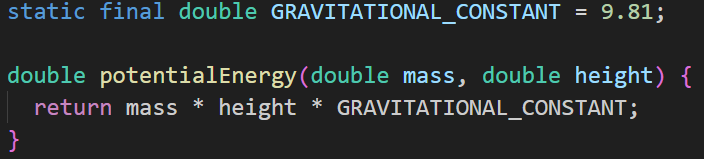 static final double GRAVITATIONAL_CONSTANT = 9.81;
double potentialEnergy(double mass, double height) {
  return mass * height * GRAVITATIONAL_CONSTANT;
}